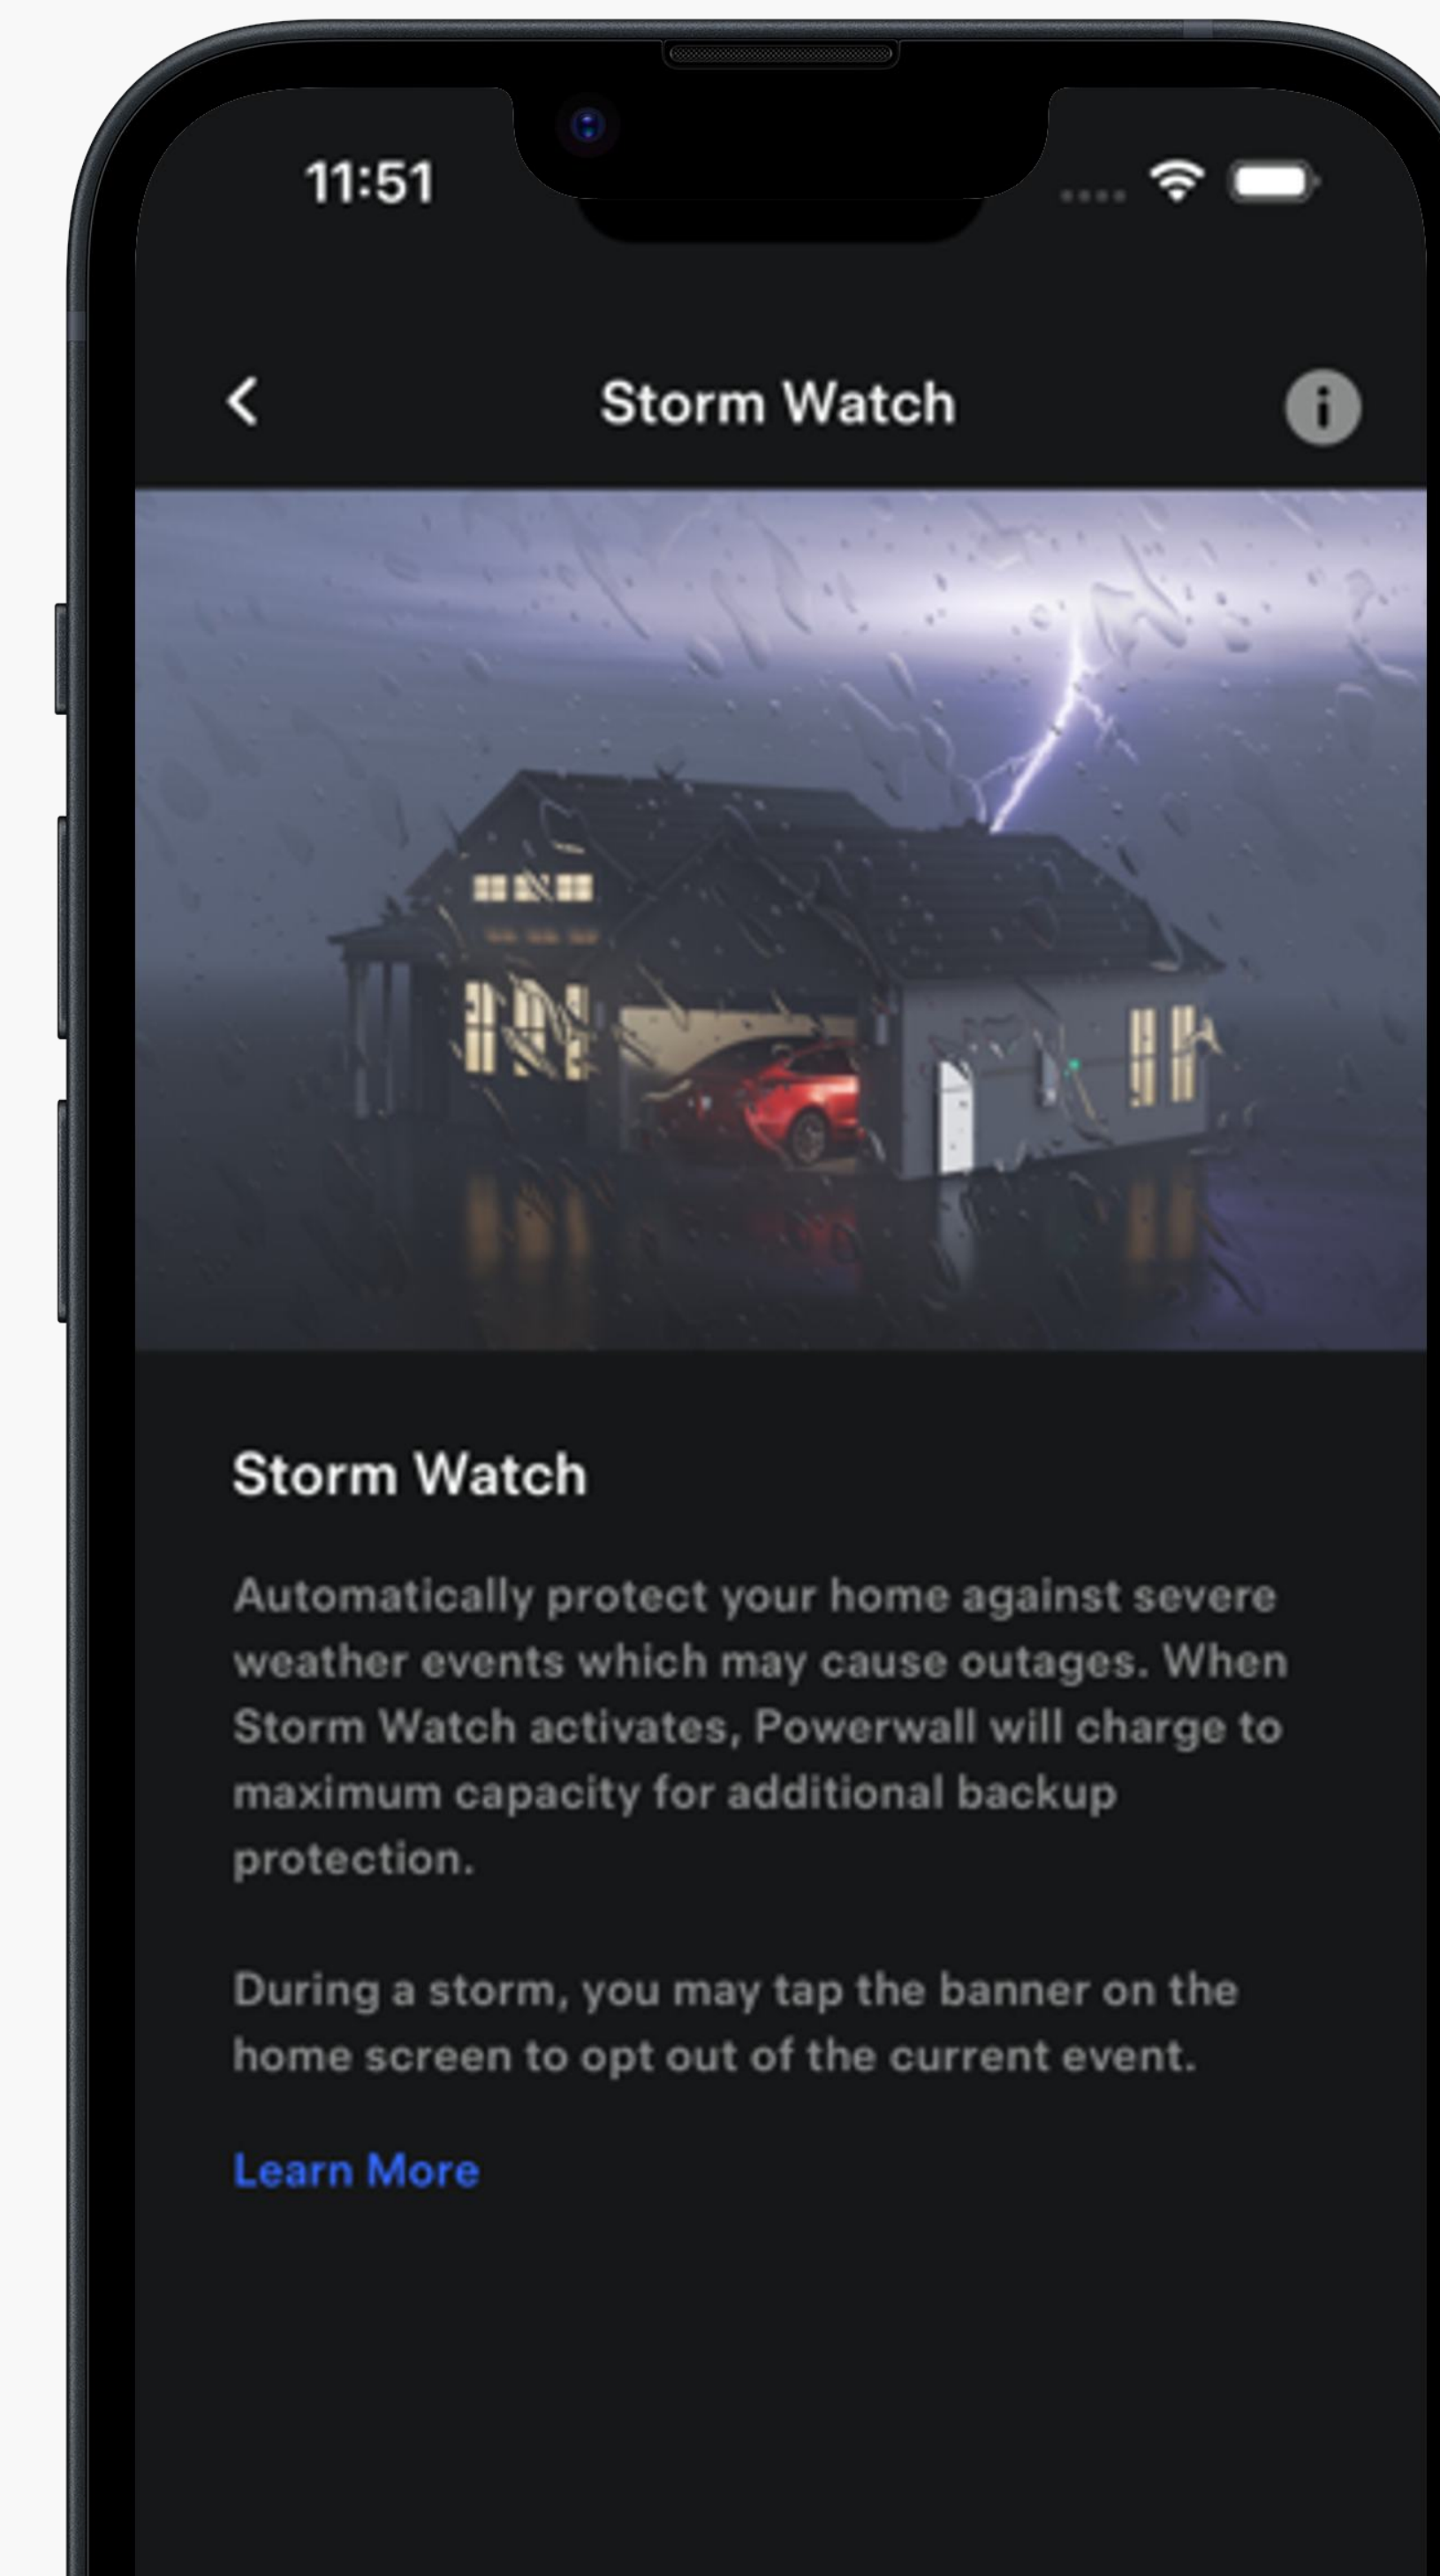 11:51
Storm Watch
Storm Watch
Automatically protect your home against severe
weather events which may cause outages. When
Storm Watch activates, Powerwall will charge to
maximum capacity for additional backup
protection.
During a storm, you may tap the banner on the
home screen to opt out of the current event.
Learn More